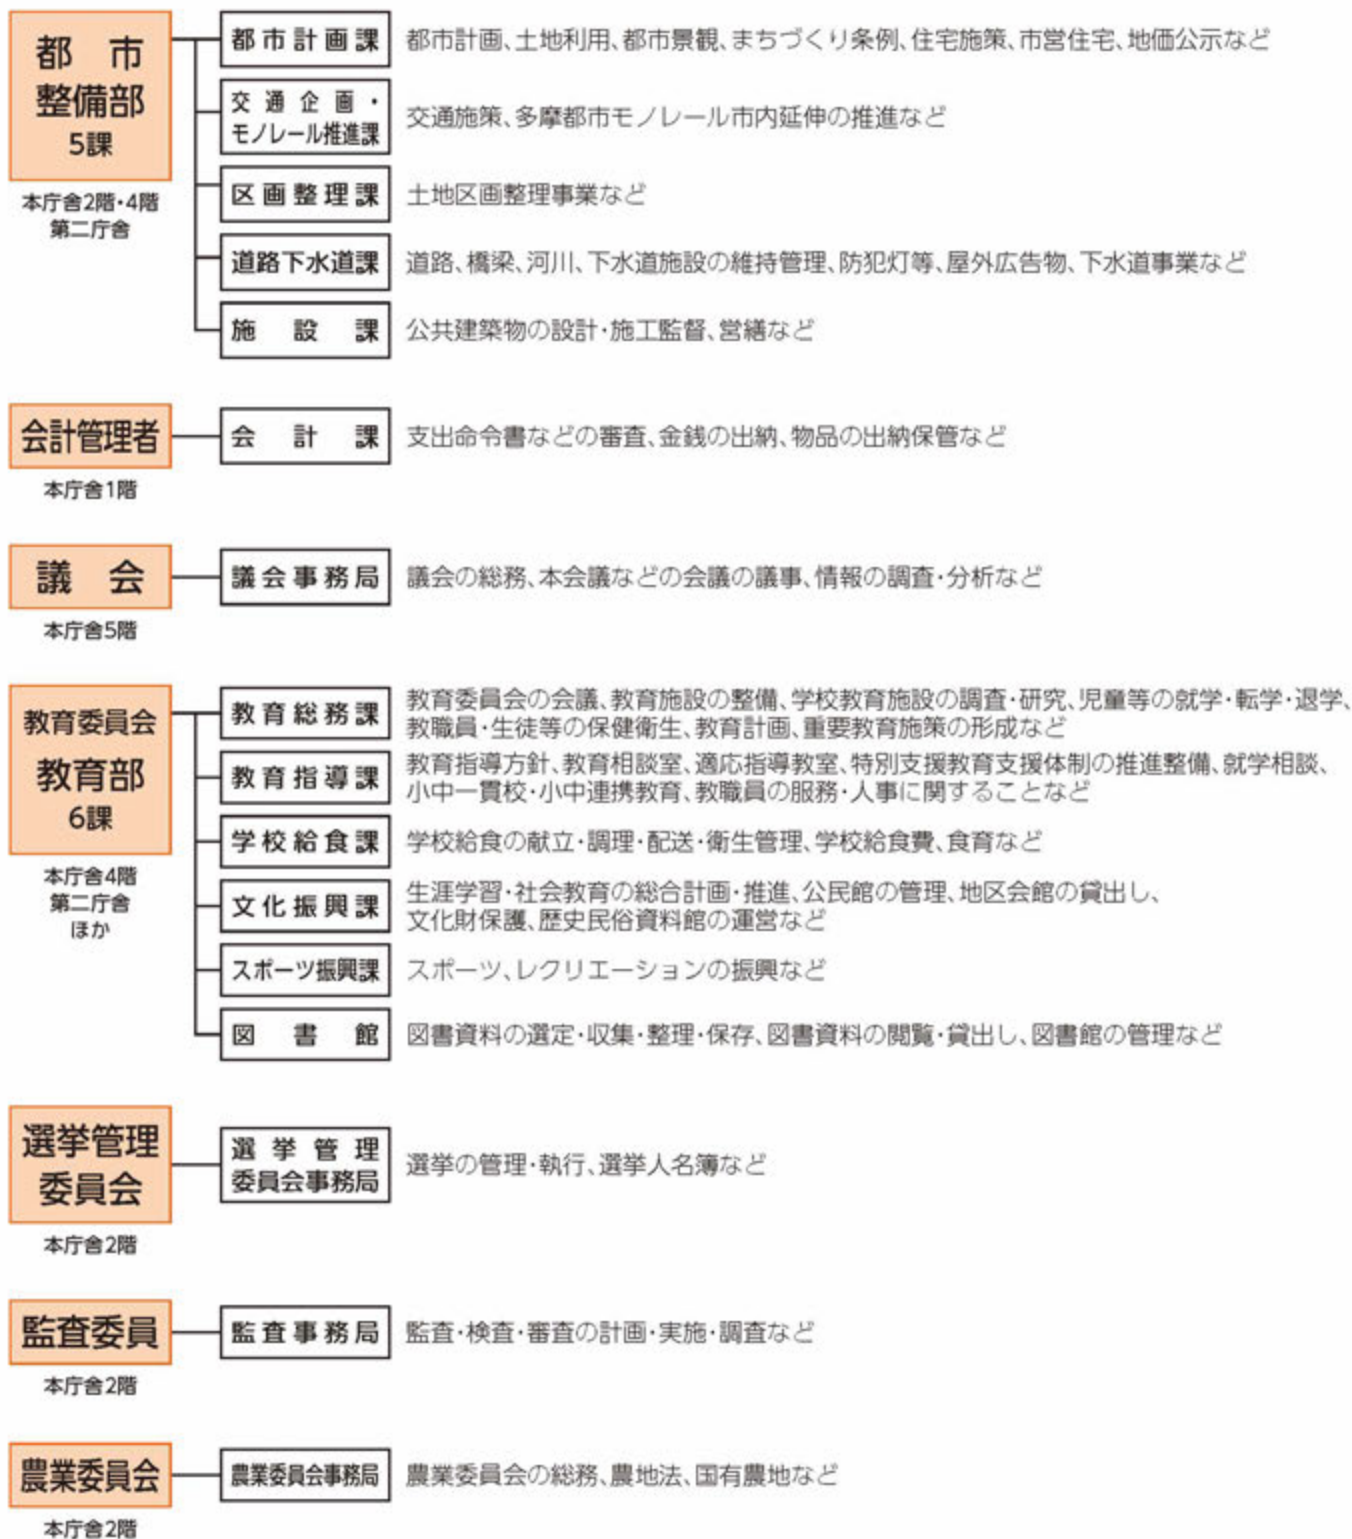 都市
整備部
5課
本庁舎2階・4階
第二庁舎
都市計画課
都市計画、土地利用、都市景観、まちづくり条例、住宅施策、市営住宅、地価公示など
交通企画・
モノレール推進課
交通施策、多摩都市モノレール市内延伸の推進など
区画整理課
土地区画整理事業など
道路下水道課
道路、橋梁、河川、下水道施設の維持管理、防犯灯等、屋外広告物、下水道事業など
施設課
公共建築物の設計・施工監督、営繕など
会計管理者
本庁舎1階
会計課
支出命令書などの審査、金銭の出納、物品の出納保管など
議会
本庁舎5階
議会事務局
議会の総務、本会議などの会議の議事、情報の調査・分析など
教育委員会
教育部
6課
本庁舎4階
第二庁舎
ほか
教育総務課
教育委員会の会議、教育施設の整備、学校教育施設の調査・研究、児童等の就学・転学・退学、
教職員・生徒等の保健衛生、教育計画、重要教育施策の形成など
教育指導課
教育指導方針、教育相談室、適応指導教室、特別支援教育支援体制の推進整備、就学相談、
小中一貫校・小中連携教育、教職員の服務・人事に関することなど
学校給食課
学校給食の献立・調理・配送・衛生管理、学校給食費、食育など
文化振興課
生涯学習・社会教育の総合計画・推進、公民館の管理、地区会館の貸出し、
文化財保護、歴史民俗資料館の運営など
スポーツ振興課
スポーツ、レクリエーションの振興など
図書館
図書資料の選定・収集・整理・保存、図書資料の閲覧・貸出し、図書館の管理など
選挙管理
委員会
本庁舎2階
選挙管理
委員会事務局
選挙の管理・執行、選挙人名簿など
監査委員
本庁舎2階
監査事務局
監査・検査・審査の計画・実施・調査など
農業委員会
本庁舎2階
農業委員会事務局
農業委員会の総務、農地法、国有農地など